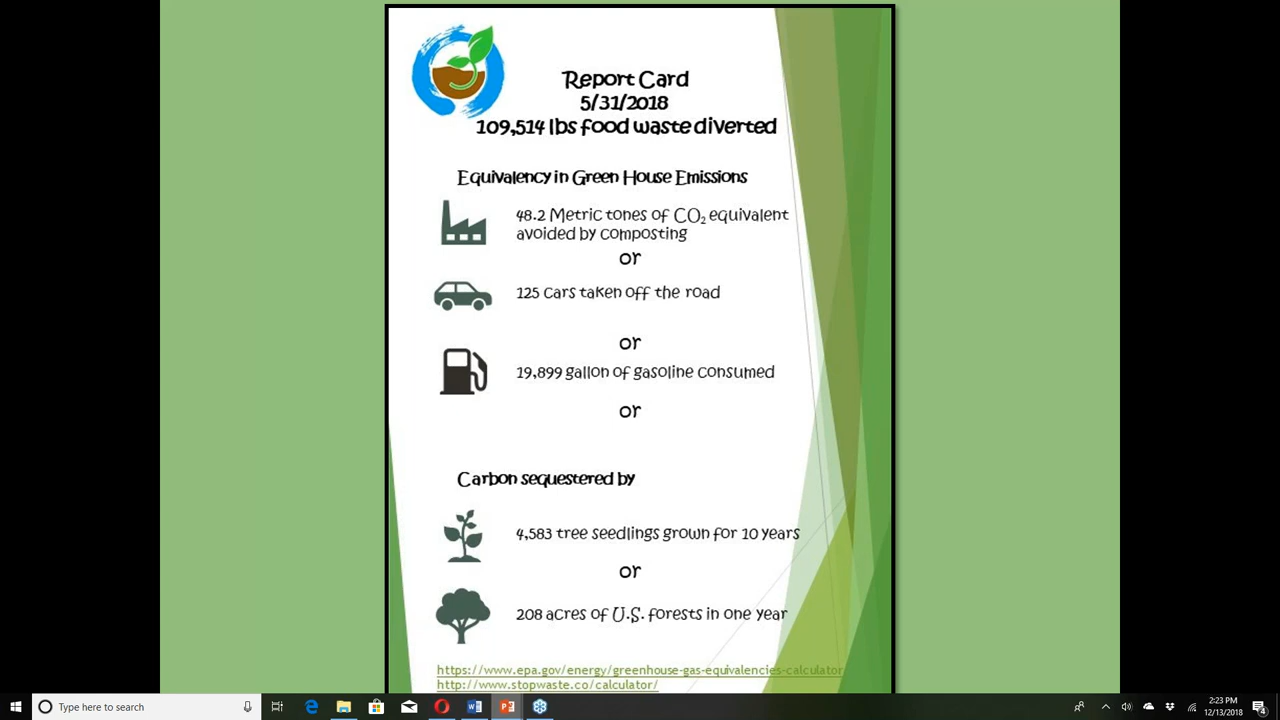 Report Card
5/31/2018
109,514 lbs food waste diverted
Equivalency in Green House Emissions
48.2 Metric tones of CO₂ equivalent
avoided by composting
or
125 cars taken off the road
or
19,899 gallon of gasoline consumed
or
Carbon sequestered by
4,583 tree seedlings grown for 10 years
or
208 acres of U.S. forests in one year
https://www.epa.gov/energy/greenhouse-gas-equivalencies-calculator
http://www.stopwaste.co/calculator/
Type here to search
2:23 PM
12/13/2018